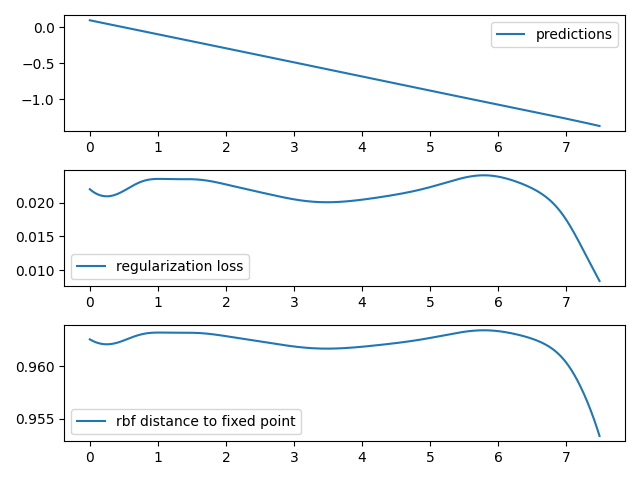 0.0
−0.5
−1.0
predictions
0 1 2 3 4 5 6 7
0.020
0.015
0.010
regularization loss
0 1 2 3 4 5 6 7
0.960
0.955
rbf distance to fixed point
0 1 2 3 4 5 6 7